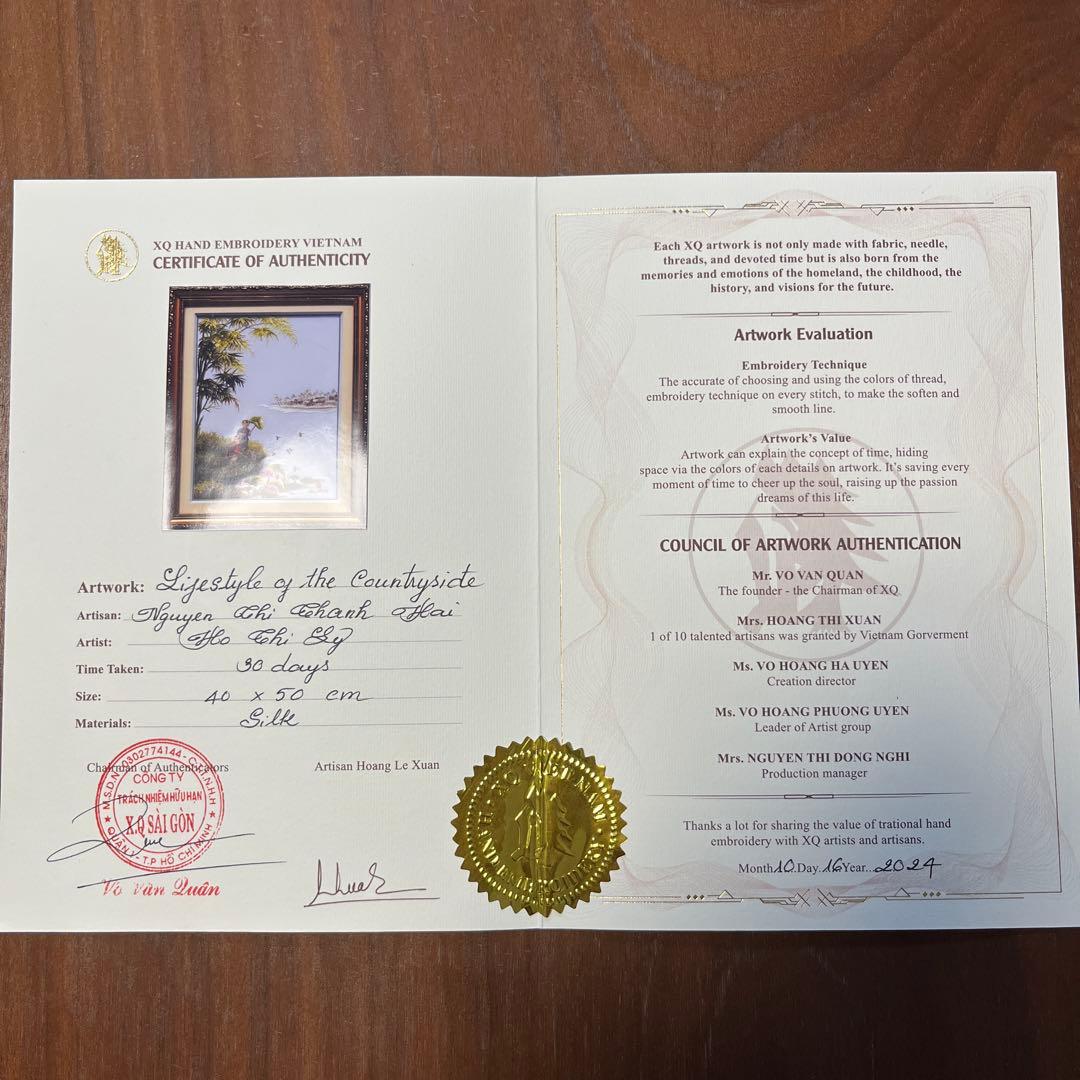 XQ HAND EMBROIDERY VIETNAM
CERTIFICATE OF AUTHENTICITY
Artwork: Lifestyle of the Countryside
Artisan: Nguyen Thi Thanh Hai
Artist: Ho Thi Ly
Time Taken: 30 days
Size: 40 x 50 cm
Materials: Silk
Chairman of Authenticators
Artisan Hoang Le Xuan
M.S.D.N: 0302774144 - C.T.T.N.H.H
CÔNG TY
TRÁCH NHIỆM HỮU HẠN
X.Q SÀI GÒN
QUẬN 1 - T.P HỒ CHÍ MINH
Võ Văn Quân
Each XQ artwork is not only made with fabric, needle,
threads, and devoted time but is also born from the
memories and emotions of the homeland, the childhood, the
history, and visions for the future.
Artwork Evaluation
Embroidery Technique
The accurate of choosing and using the colors of thread,
embroidery technique on every stitch, to make the soften and
smooth line.
Artwork's Value
Artwork can explain the concept of time, hiding
space via the colors of each details on artwork. It's saving every
moment of time to cheer up the soul, raising up the passion
dreams of this life.
COUNCIL OF ARTWORK AUTHENTICATION
Mr. VO VAN QUAN
The founder - the Chairman of XQ
Mrs. HOANG THI XUAN
1 of 10 talented artisans was granted by Vietnam Gorverment
Ms. VO HOANG HA UYEN
Creation director
Ms. VO HOANG PHUONG UYEN
Leader of Artist group
Mrs. NGUYEN THI DONG NGHI
Production manager
Thanks a lot for sharing the value of trational hand
embroidery with XQ artists and artisans.
Month 10 Day 16 Year 2024